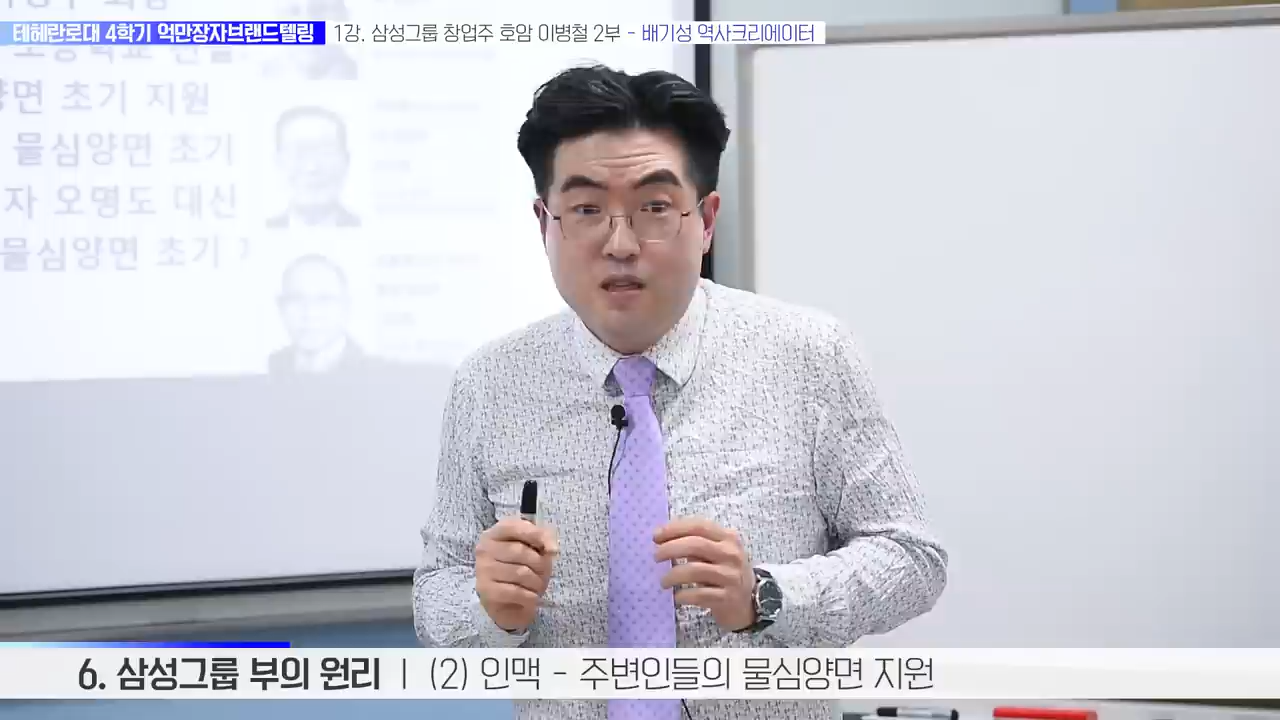 테헤란로대 4학기 억만장자브랜드텔링 1강. 삼성그룹 창업주 호암 이병철 2부 - 배기성 역사크리에이터
양면 초기 지원
물심양면 초기
자 오명도 대신
물심양면 초기
6. 삼성그룹 부의 원리 | (2) 인맥 - 주변인들의 물심양면 지원